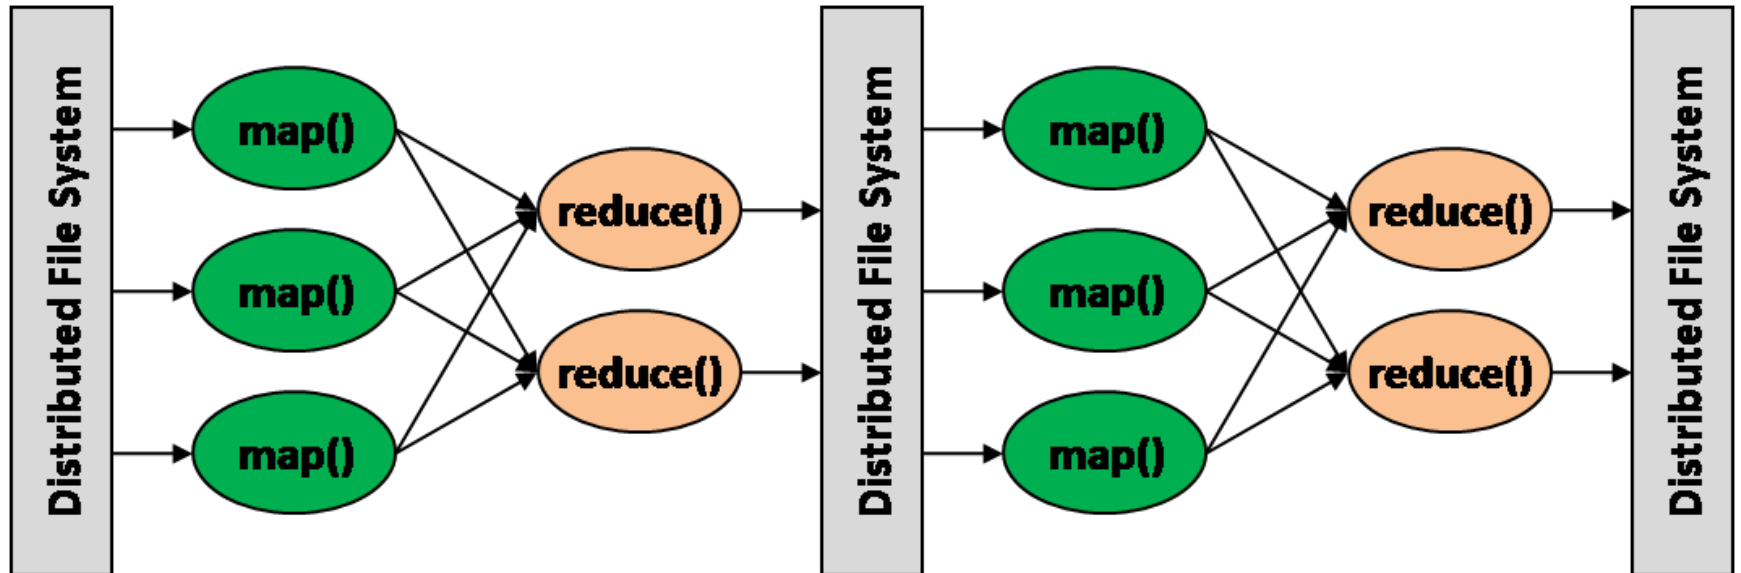 Distributed File System
map()
map()
map()
reduce()
reduce()
Distributed File System
map()
map()
map()
reduce()
reduce()
Distributed File System